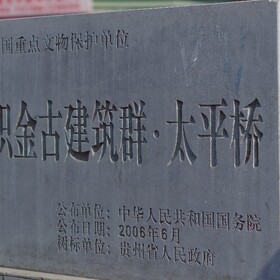 国重点文物保护单位
织金古建筑群·太平桥
公布单位：中华人民共和国国务院
公布日期：2006年6月
树标单位：贵州省人民政府